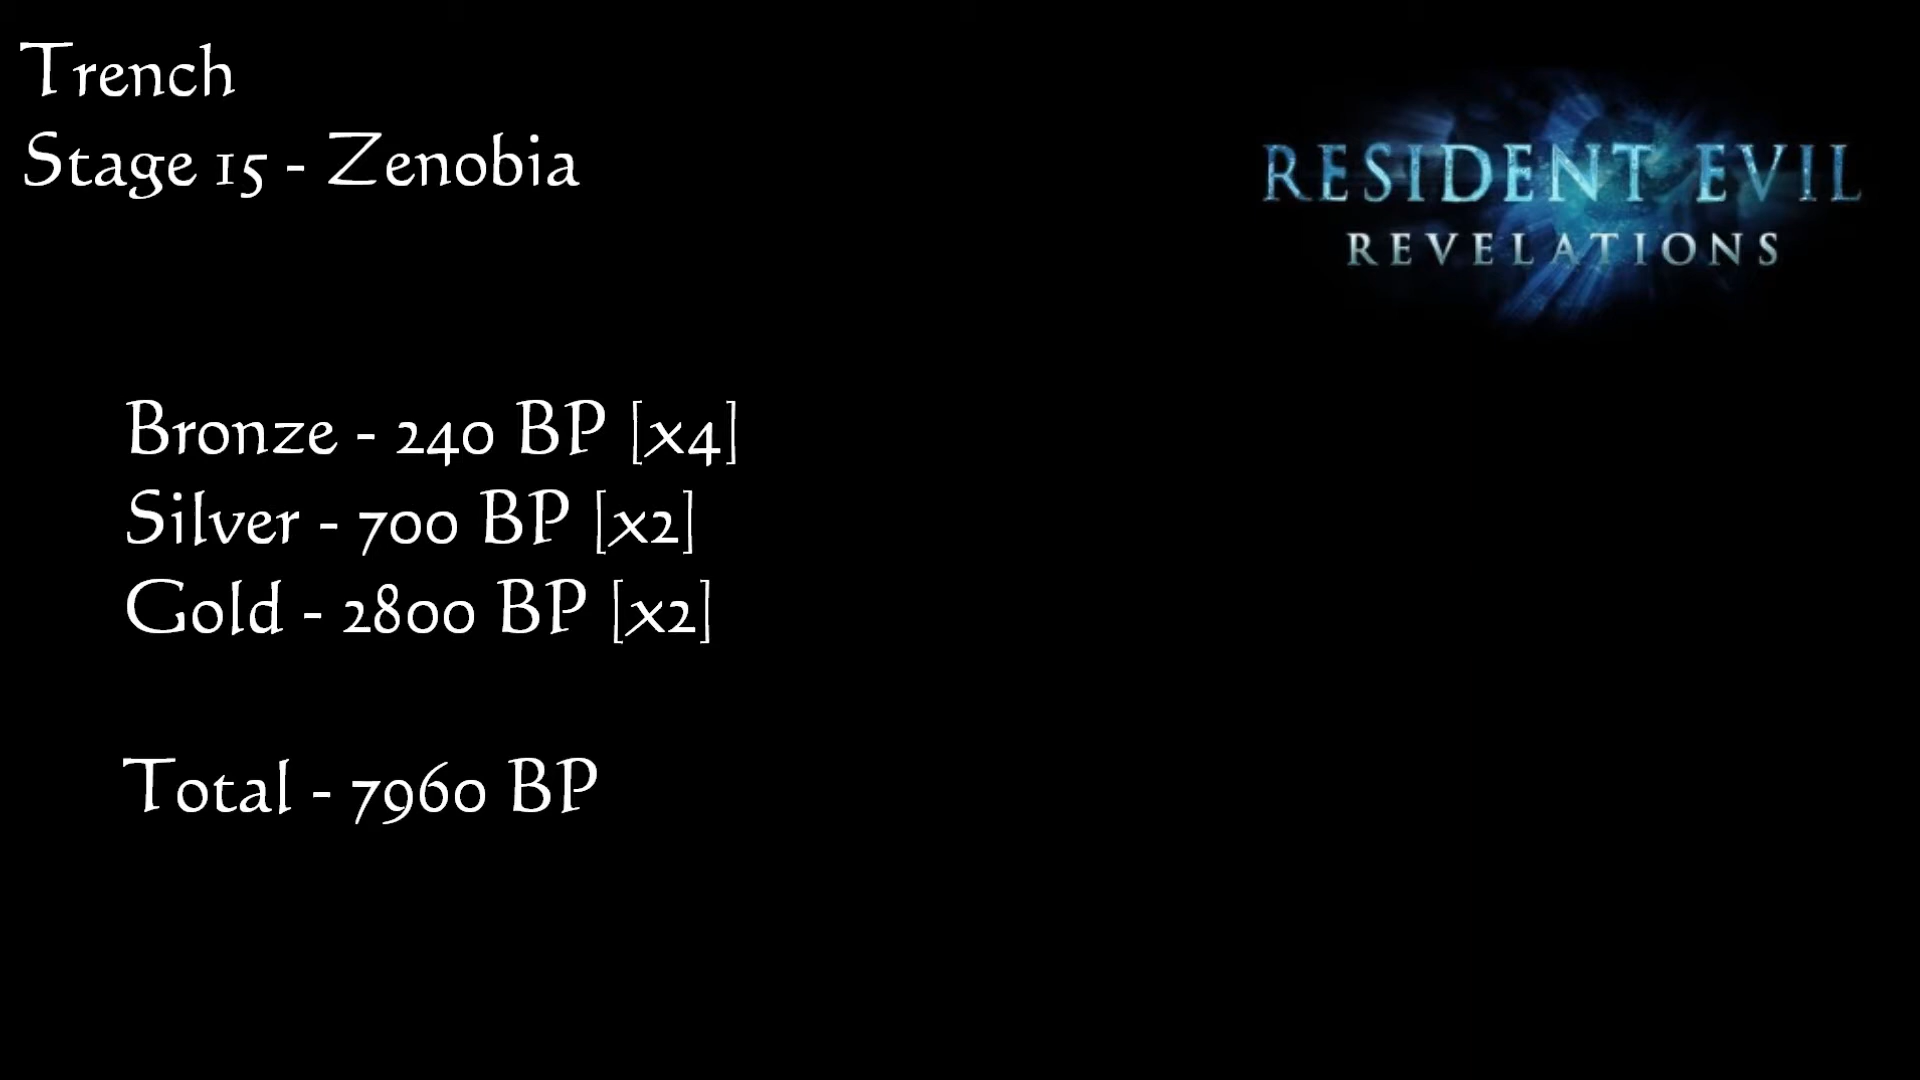 Trench
Stage 15 - Zenobia
RESIDENT EVIL
REVELATIONS
Bronze - 240 BP [x4]
Silver - 700 BP [x2]
Gold - 2800 BP [x2]
Total - 7960 BP